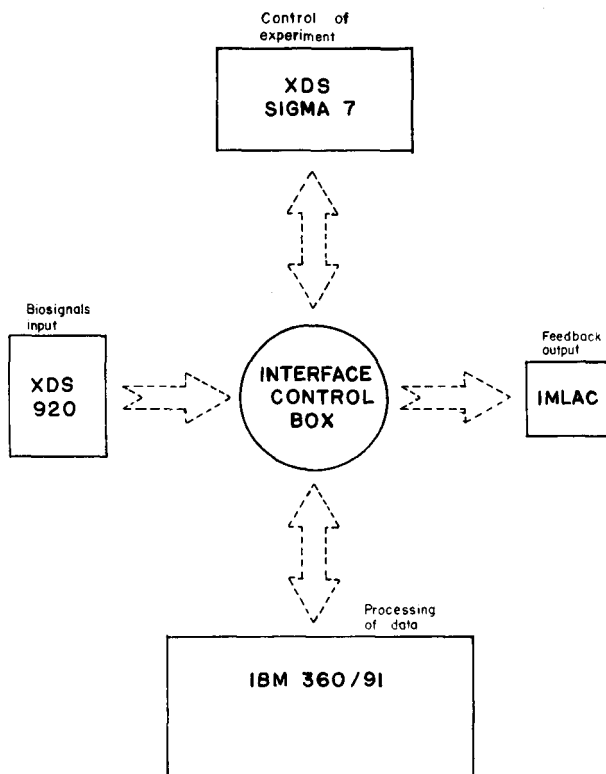 Control of
experiment
XDS
SIGMA 7
Biosignals
input
XDS
920
INTERFACE
CONTROL
BOX
Feedback
output
IMLAC
Processing
of data
IBM 360/91